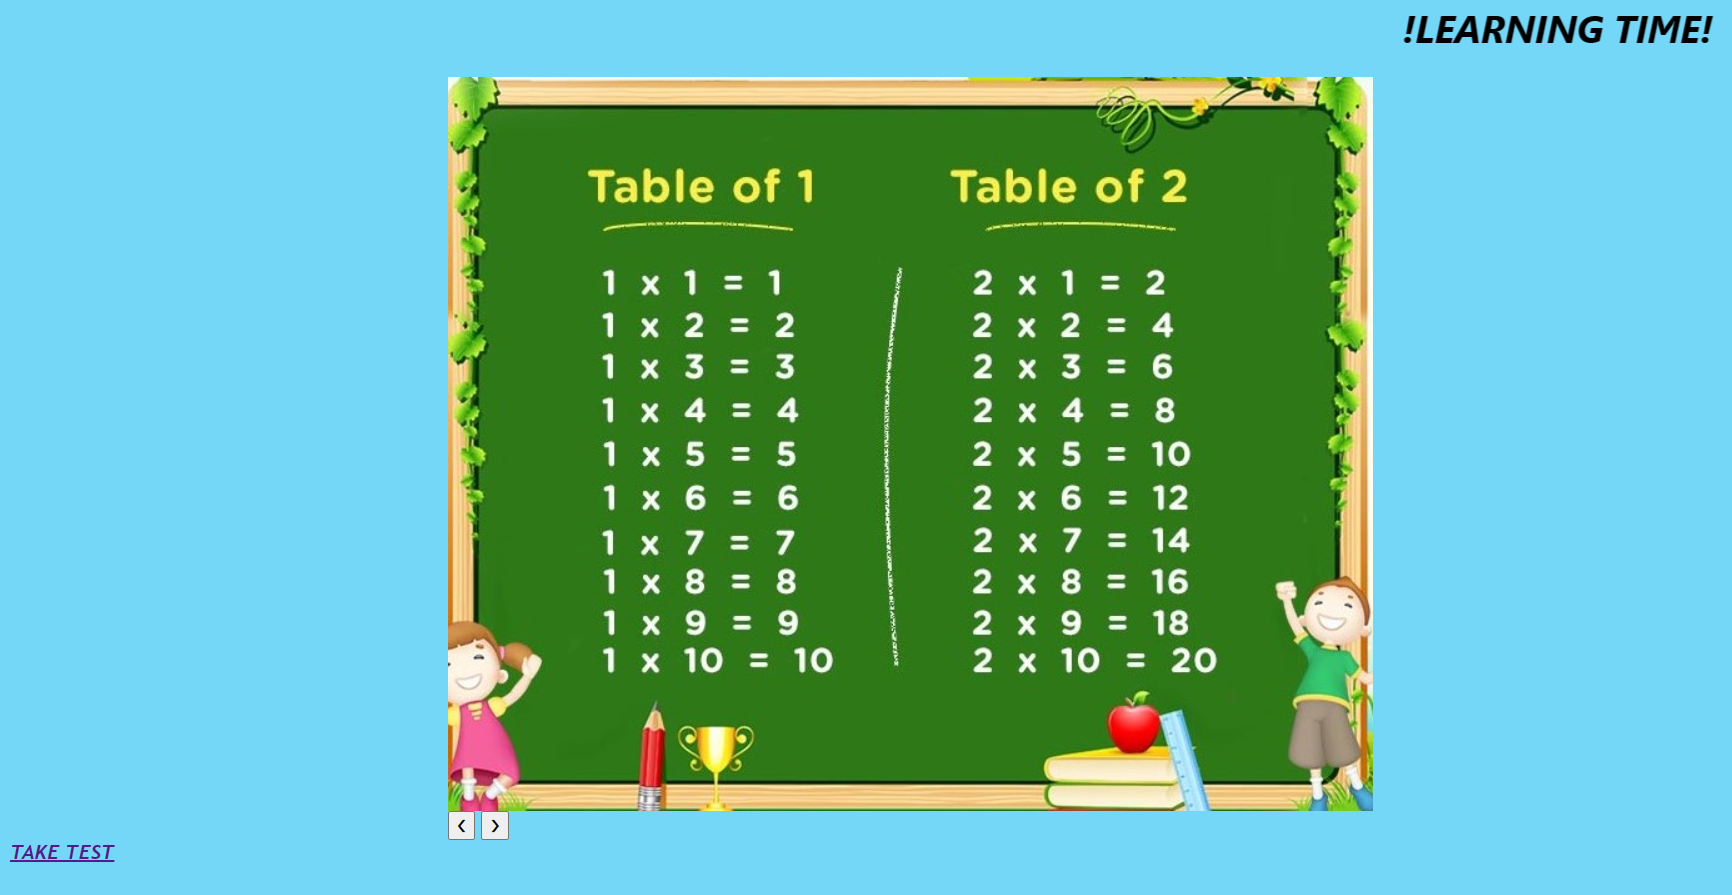 !LEARNING TIME!
Table of 1
1 x 1 = 1
1 x 2 = 2
1 x 3 = 3
1 x 4 = 4
1 x 5 = 5
1 x 6 = 6
1 x 7 = 7
1 x 8 = 8
1 x 9 = 9
1 x 10 = 10
Table of 2
2 x 1 = 2
2 x 2 = 4
2 x 3 = 6
2 x 4 = 8
2 x 5 = 10
2 x 6 = 12
2 x 7 = 14
2 x 8 = 16
2 x 9 = 18
2 x 10 = 20
‹ ›
TAKE TEST